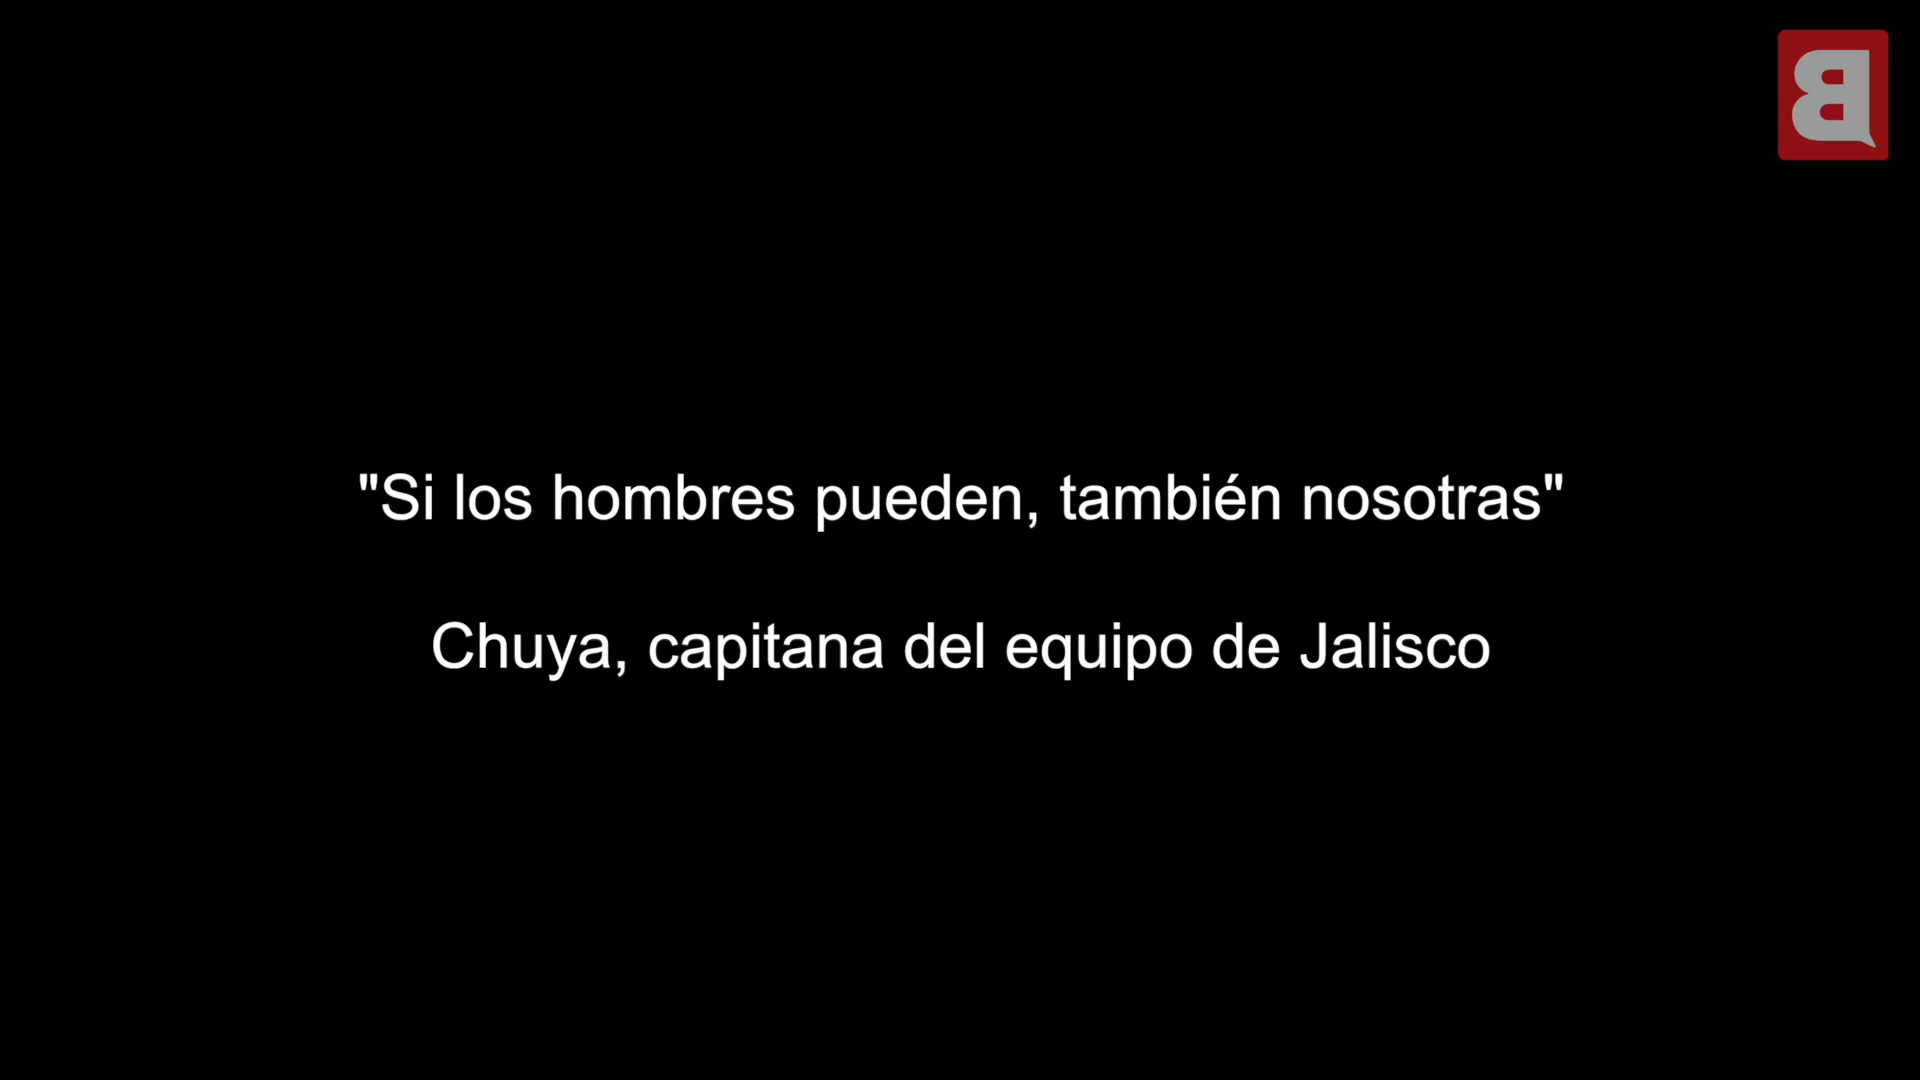 "Si los hombres pueden, también nosotras"
Chuya, capitana del equipo de Jalisco